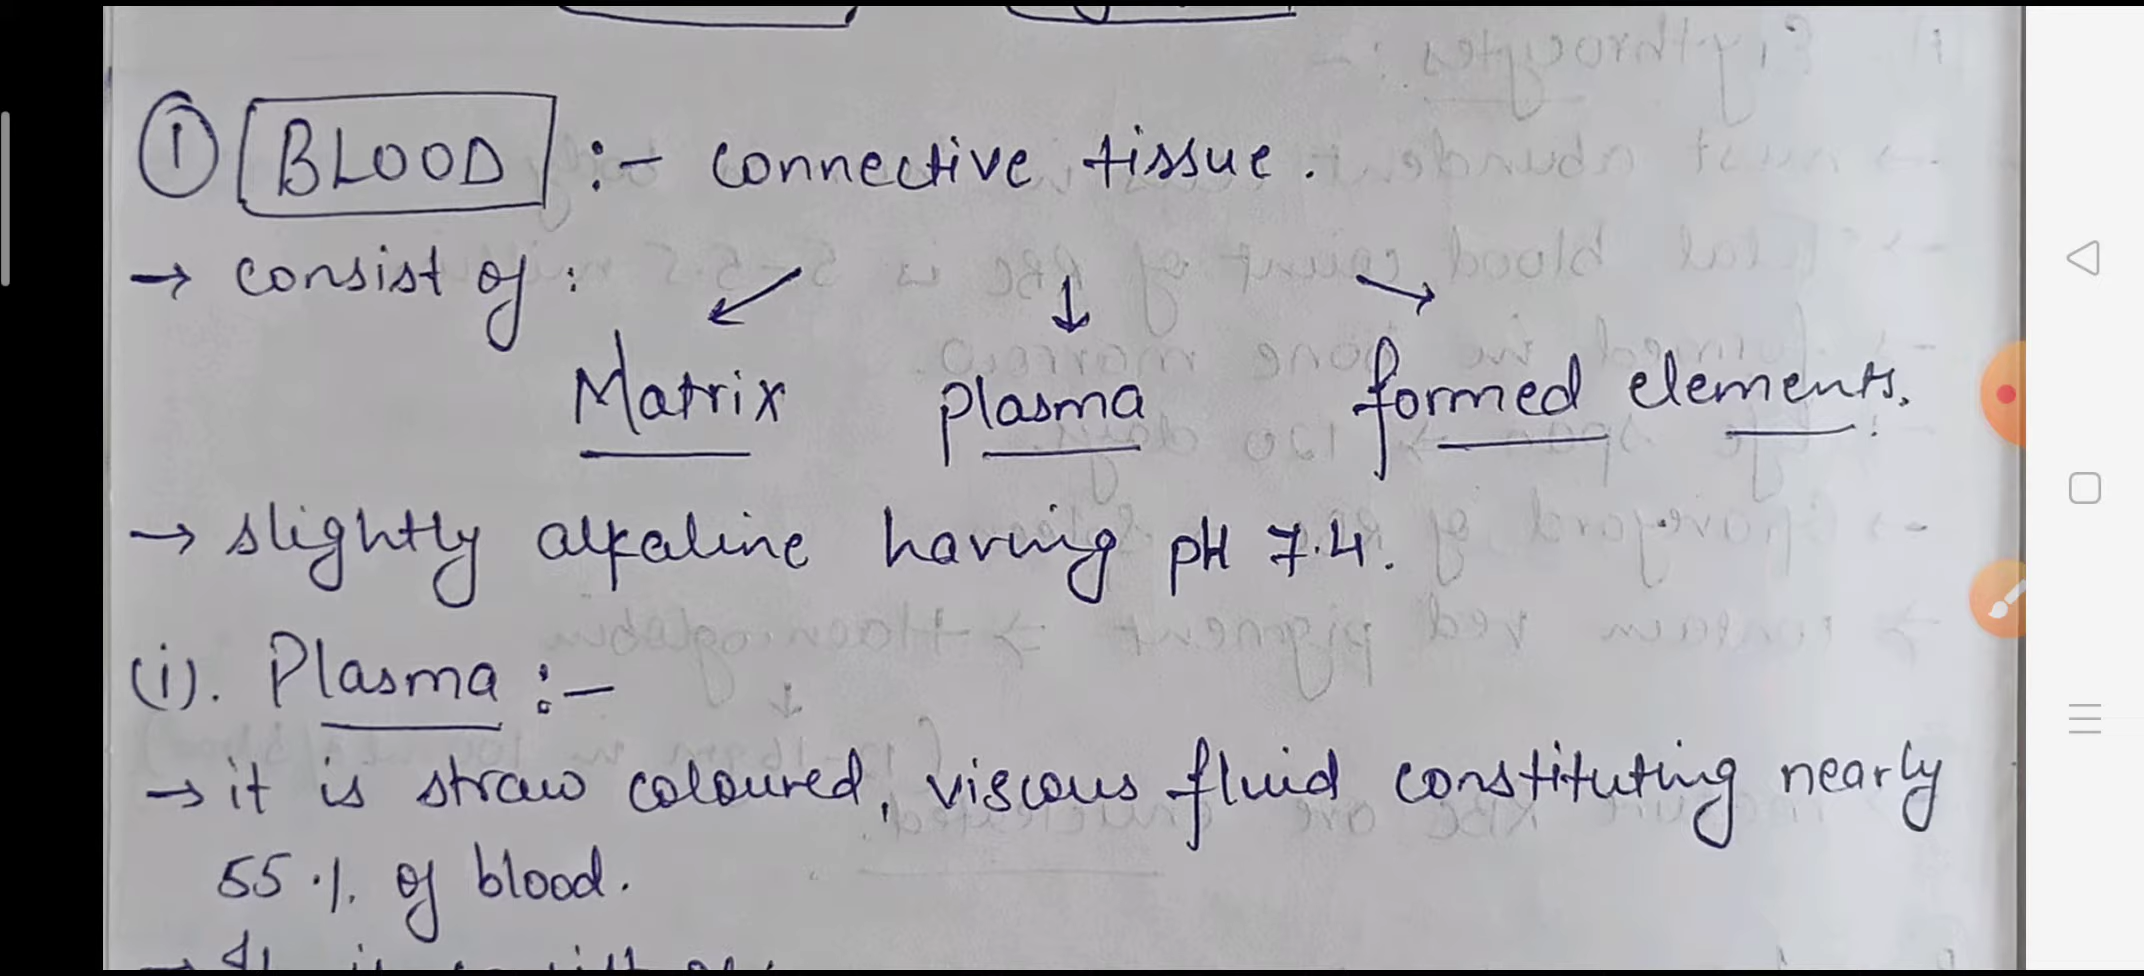 ① BLOOD :- connective tissue.
→ consist of :
Matrix plasma formed elements.
→ slightly alkaline having pH 7.4.
(i). Plasma :-
→ it is straw coloured, viscous fluid constituting nearly
55 % of blood.